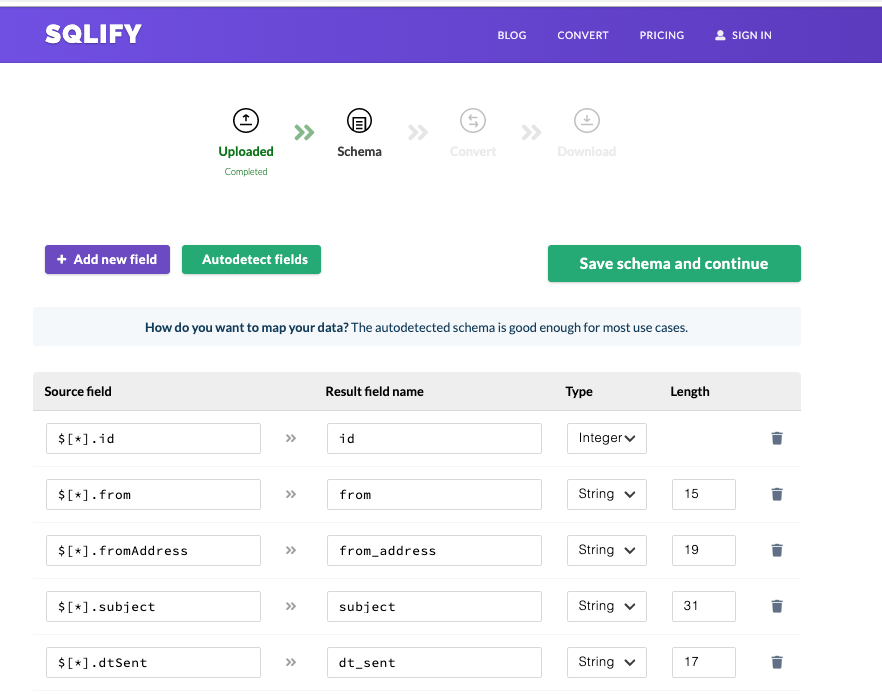 SQLIFY
BLOG CONVERT PRICING SIGN IN
Uploaded Schema Convert Download
Completed
+ Add new field Autodetect fields Save schema and continue
How do you want to map your data? The autodetected schema is good enough for most use cases.
Source field Result field name Type Length
$[*].id id Integer
$[*].from from String 15
$[*].fromAddress from_address String 19
$[*].subject subject String 31
$[*].dtSent dt_sent String 17